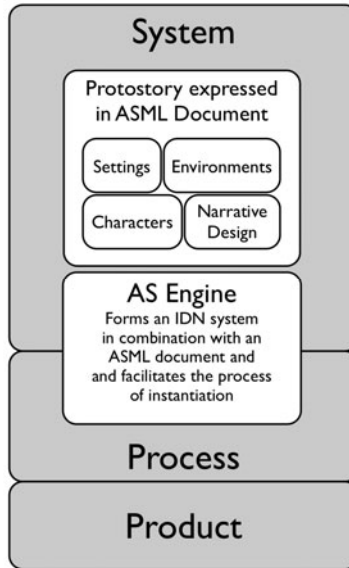 System
Protostory expressed
in ASML Document
Settings
Environments
Characters
Narrative
Design
AS Engine
Forms an IDN system
in combination with an
ASML document and
and facilitates the process
of instantiation
Process
Product